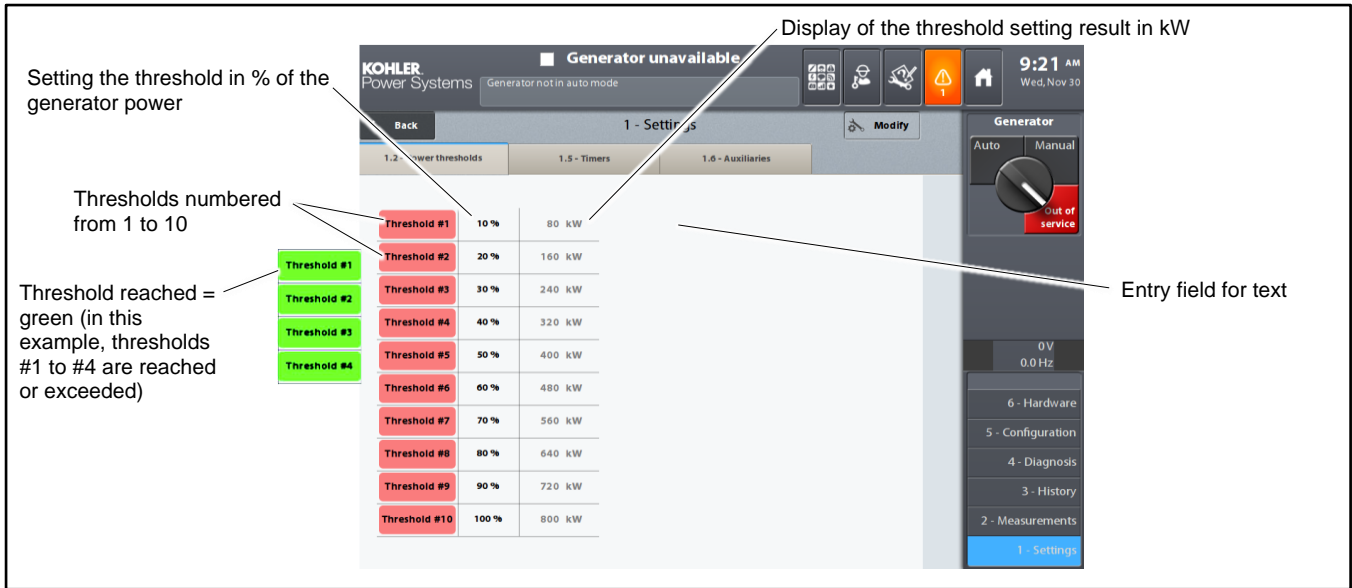 Display of the threshold setting result in kW
Setting the threshold in % of the
generator power
KOHLER.
Power Systems
Generator unavailable
Generator not in auto mode
1
9:21 AM
Wed, Nov 30
Back
1 - Settings
Modify
Generator
Auto
Manual
Out of
service
1.2 - Power thresholds
1.5 - Timers
1.6 - Auxiliaries
Thresholds numbered
from 1 to 10
Threshold #1 10 % 80 kW
Threshold #2 20 % 160 kW
Threshold #3 30 % 240 kW
Threshold #4 40 % 320 kW
Threshold #5 50 % 400 kW
Threshold #6 60 % 480 kW
Threshold #7 70 % 560 kW
Threshold #8 80 % 640 kW
Threshold #9 90 % 720 kW
Threshold #10 100 % 800 kW
Threshold #1
Threshold #2
Threshold #3
Threshold #4
Threshold reached =
green (in this
example, thresholds
#1 to #4 are reached
or exceeded)
Entry field for text
0 V
0.0 Hz
6 - Hardware
5 - Configuration
4 - Diagnosis
3 - History
2 - Measurements
1 - Settings